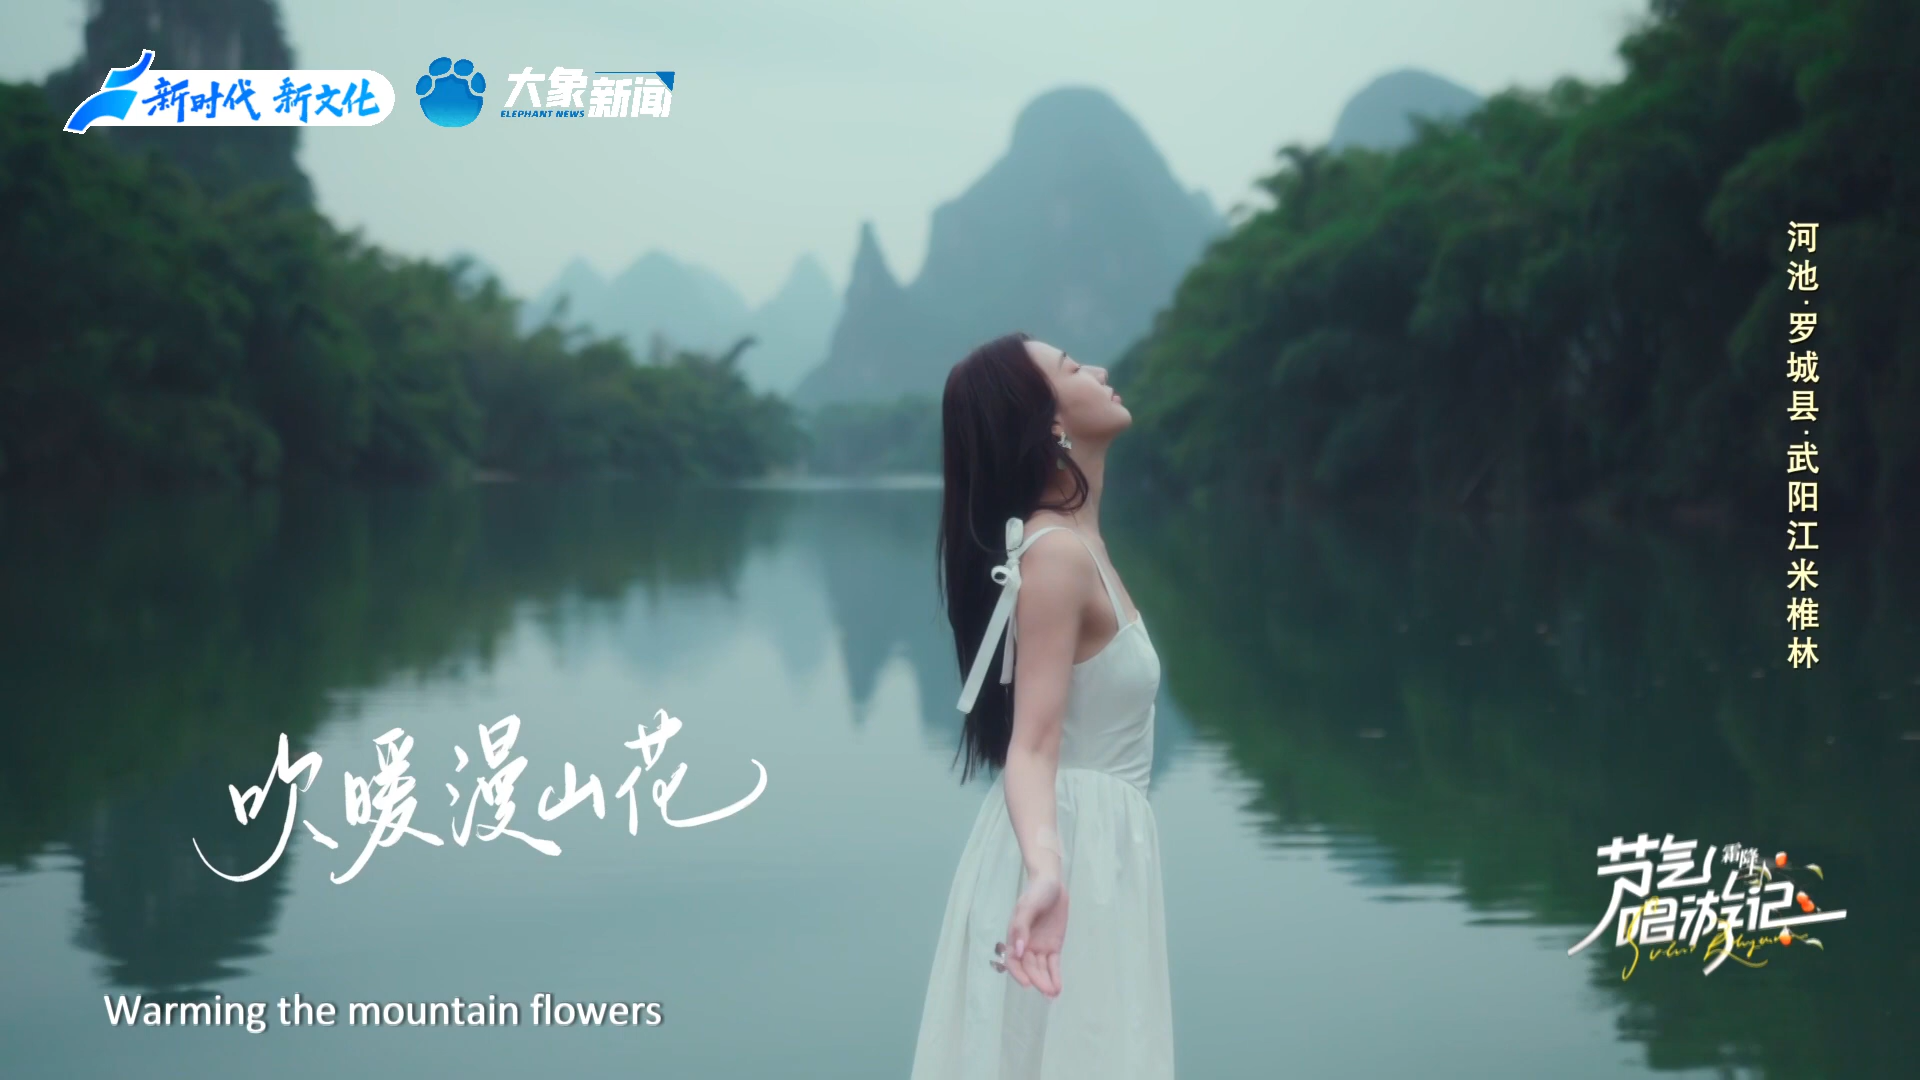 新时代 新文化
大象新闻
ELEPHANT NEWS
河池·罗城县·武阳江米椎林
吹暖漫山花
节气唱游记
霜降
Warming the mountain flowers